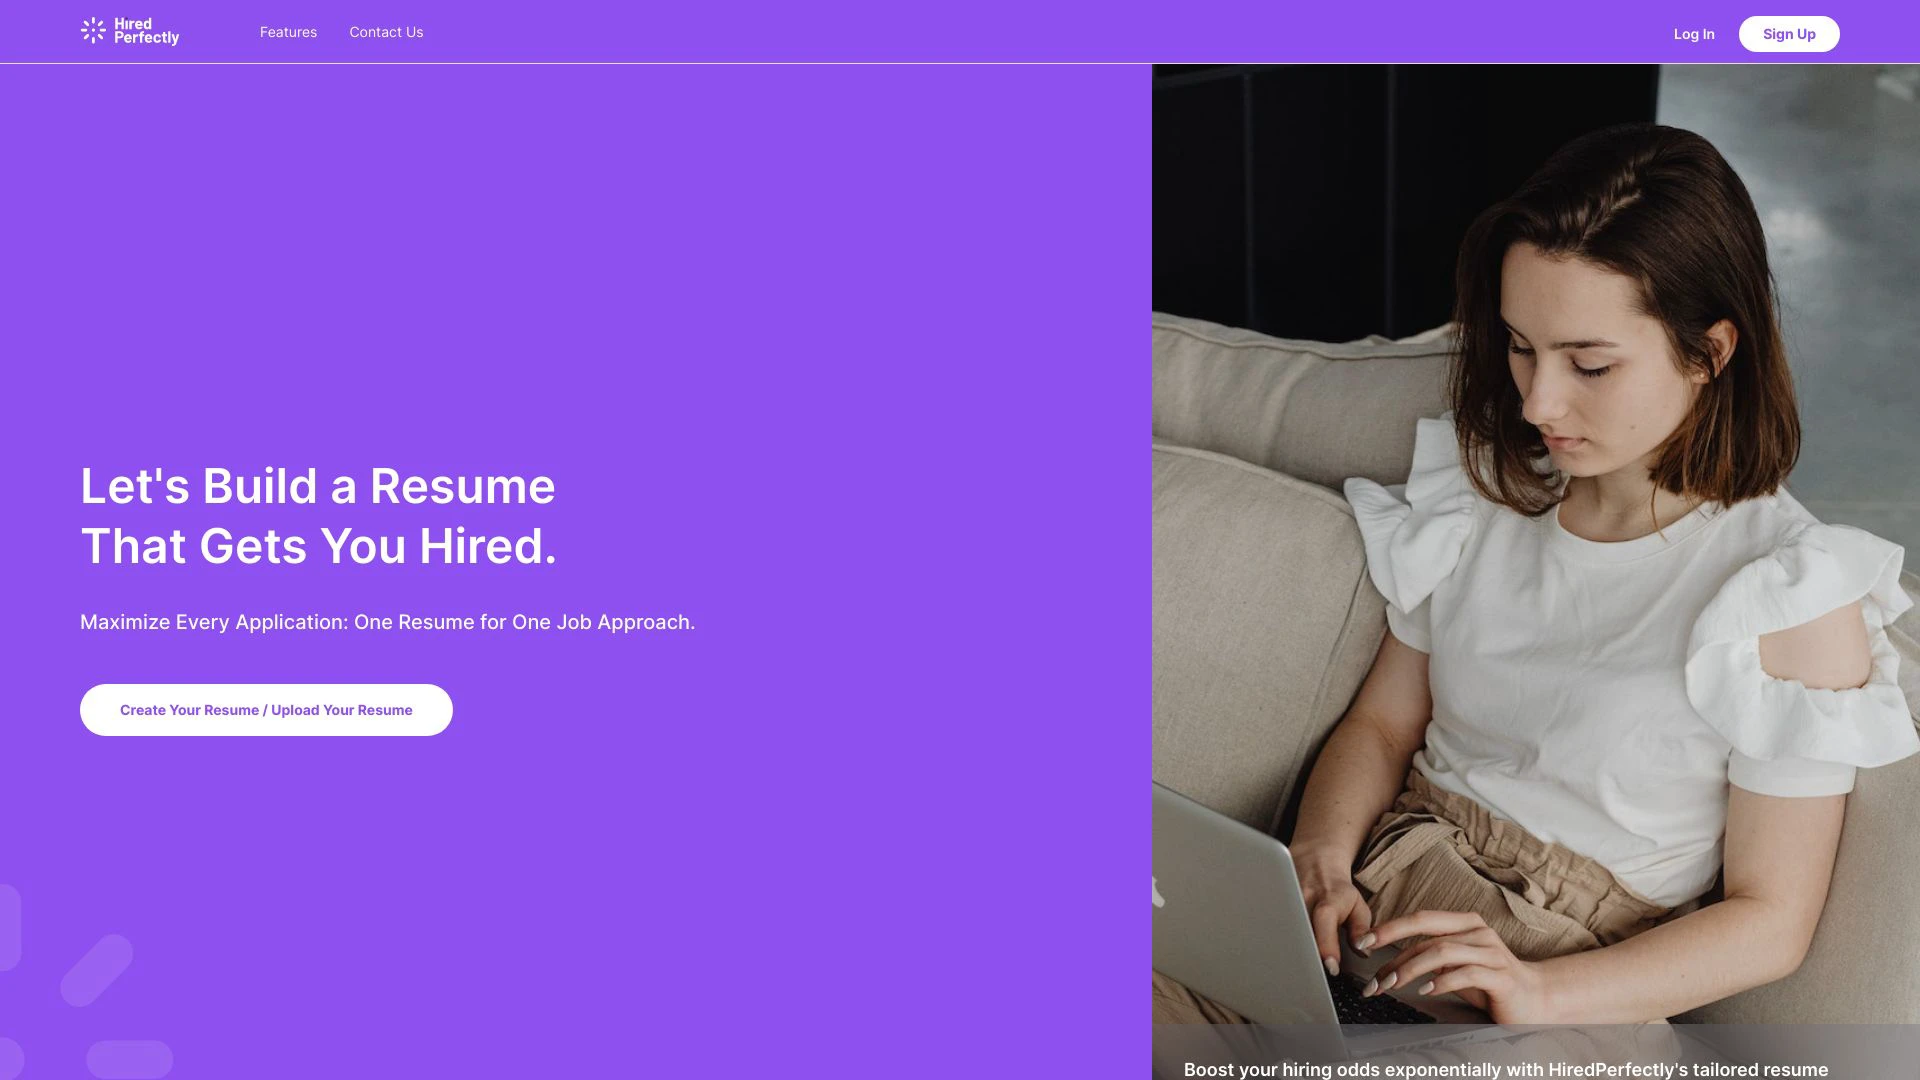 Hired
Perfectly
Features
Contact Us
Log In
Sign Up
Let's Build a Resume
That Gets You Hired.
Maximize Every Application: One Resume for One Job Approach.
Create Your Resume / Upload Your Resume
Boost your hiring odds exponentially with HiredPerfectly's tailored resume